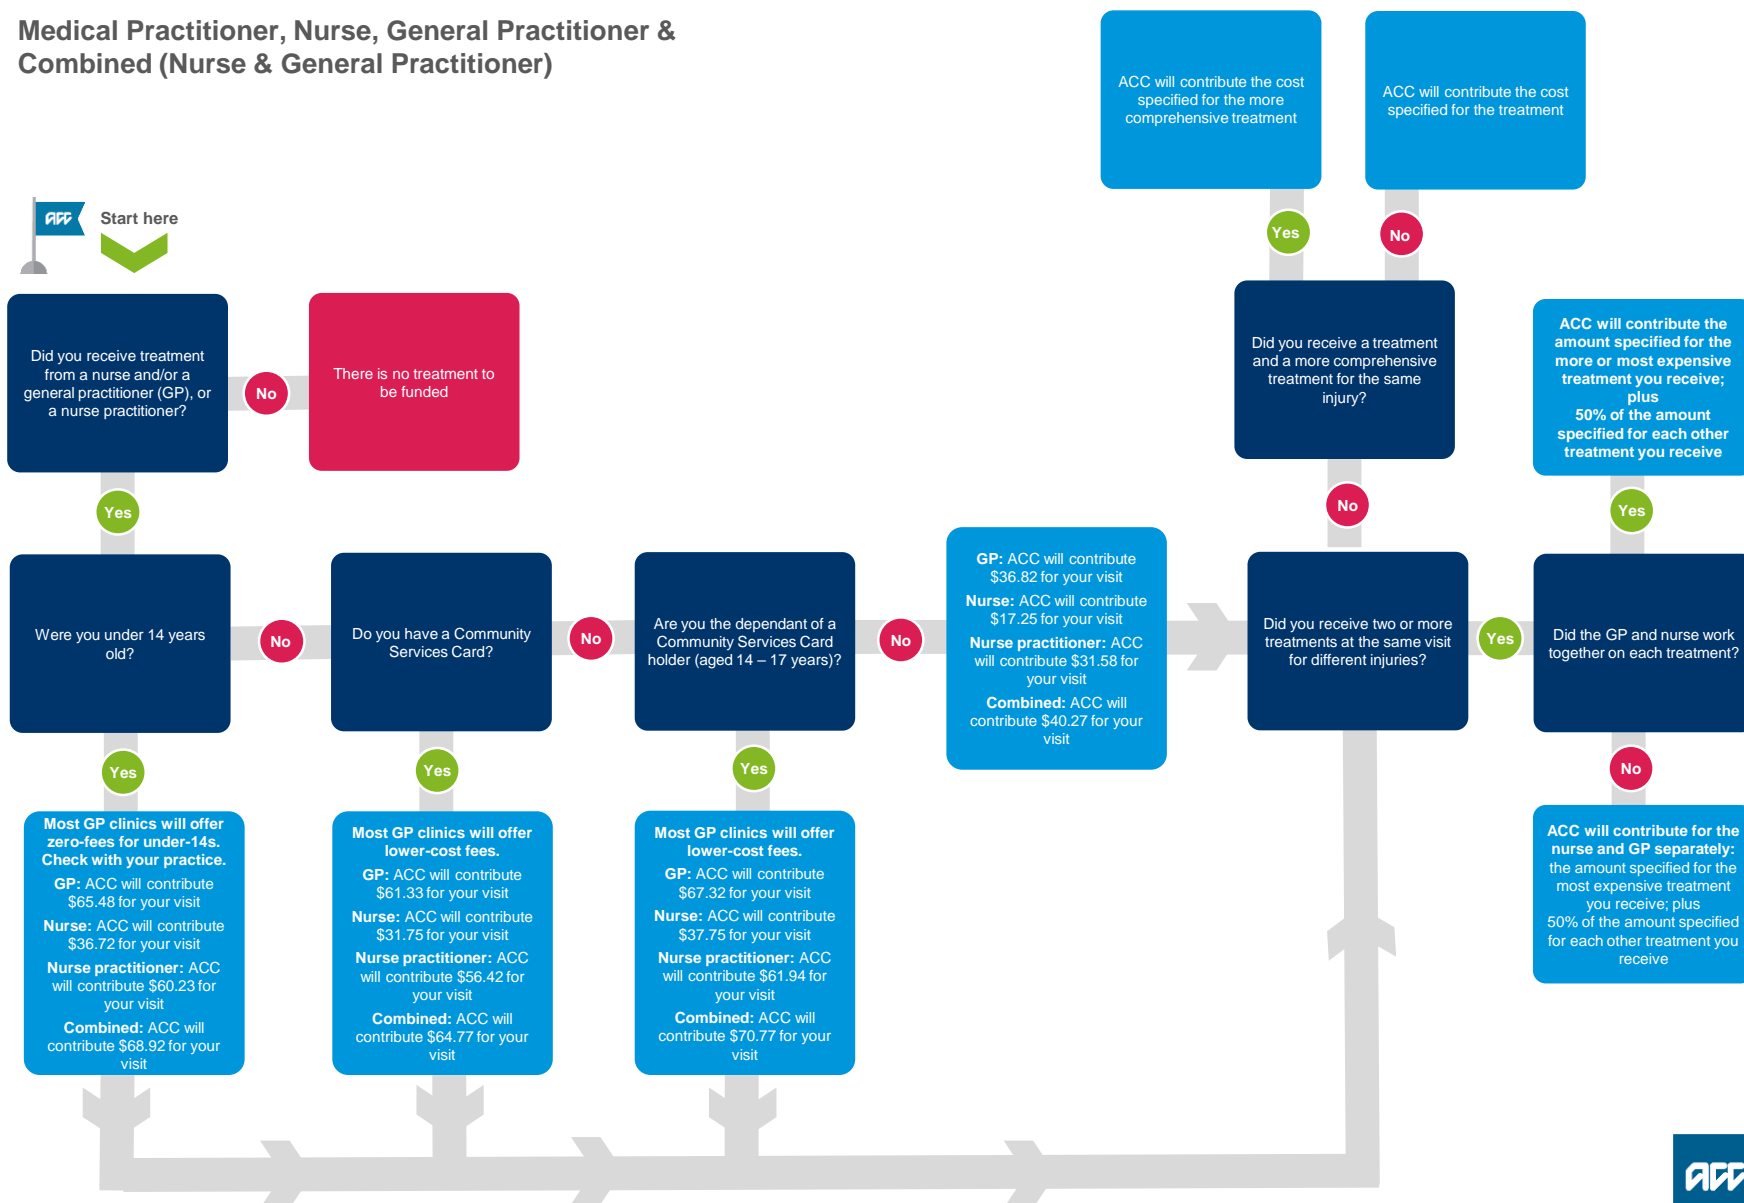 Medical Practitioner, Nurse, General Practitioner &
Combined (Nurse & General Practitioner)
ACC will contribute the cost
specified for the more
comprehensive treatment
ACC will contribute the cost
specified for the treatment
ACC
Start here
Yes
No
Did you receive treatment
from a nurse and/or a
general practitioner (GP), or
a nurse practitioner?
No
There is no treatment to
be funded
Did you receive a treatment
and a more comprehensive
treatment for the same
injury?
ACC will contribute the
amount specified for the
more or most expensive
treatment you receive;
plus
50% of the amount
specified for each other
treatment you receive
Yes
No
Yes
Were you under 14 years
old?
No
Do you have a Community
Services Card?
No
Are you the dependant of a
Community Services Card
holder (aged 14 – 17 years)?
No
GP: ACC will contribute
$36.82 for your visit
Nurse: ACC will contribute
$17.25 for your visit
Nurse practitioner: ACC
will contribute $31.58 for
your visit
Combined: ACC will
contribute $40.27 for your
visit
Did you receive two or more
treatments at the same visit
for different injuries?
Yes
Did the GP and nurse work
together on each treatment?
Yes
Yes
Yes
No
Most GP clinics will offer
zero-fees for under-14s.
Check with your practice.
GP: ACC will contribute
$65.48 for your visit
Nurse: ACC will contribute
$36.72 for your visit
Nurse practitioner: ACC
will contribute $60.23 for
your visit
Combined: ACC will
contribute $68.92 for your
visit
Most GP clinics will offer
lower-cost fees.
GP: ACC will contribute
$61.33 for your visit
Nurse: ACC will contribute
$31.75 for your visit
Nurse practitioner: ACC
will contribute $56.42 for
your visit
Combined: ACC will
contribute $64.77 for your
visit
Most GP clinics will offer
lower-cost fees.
GP: ACC will contribute
$67.32 for your visit
Nurse: ACC will contribute
$37.75 for your visit
Nurse practitioner: ACC
will contribute $61.94 for
your visit
Combined: ACC will
contribute $70.77 for your
visit
ACC will contribute for the
nurse and GP separately:
the amount specified for the
most expensive treatment
you receive; plus
50% of the amount specified
for each other treatment you
receive
ACC